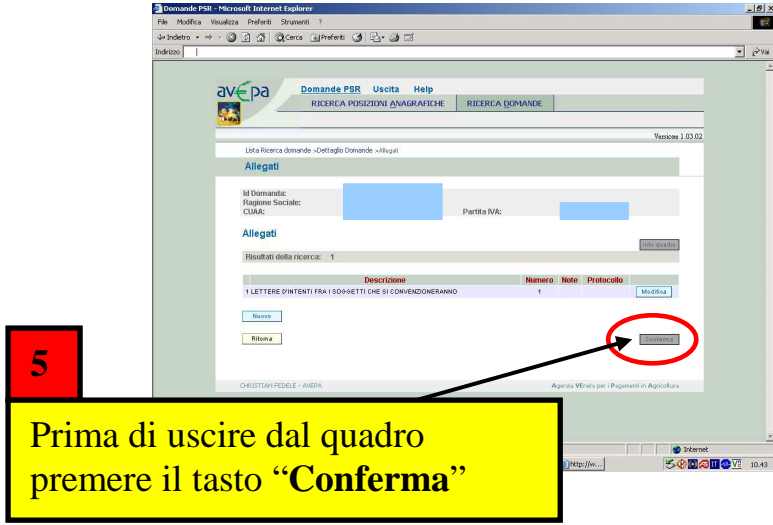 Domande PSR - Microsoft Internet Explorer
File Modifica Visualizza Preferiti Strumenti ?
Indietro Cerca Preferiti
Indirizzo Vai
avepa Domande PSR Uscita Help
RICERCA POSIZIONI ANAGRAFICHE RICERCA DOMANDE
Versione 1.03.02
Lista Ricerca domande »Dettaglio Domande »Allegati
Allegati
Id Domanda:
Ragione Sociale:
CUAA: Partita IVA:
Allegati
Info quadro
Risultati della ricerca: 1
Descrizione Numero Note Protocollo
1 LETTERE D'INTENTI FRA I SOGGETTI CHE SI CONVENZIONERANNO 1 Modifica
Nuovo
Ritorna Conferma
5
CHRISTIAN FEDELE - AVEPA Agenzia VEneta per i Pagamenti in Agricoltura
Prima di uscire dal quadro
premere il tasto “Conferma”
Internet
http://w... 10.43